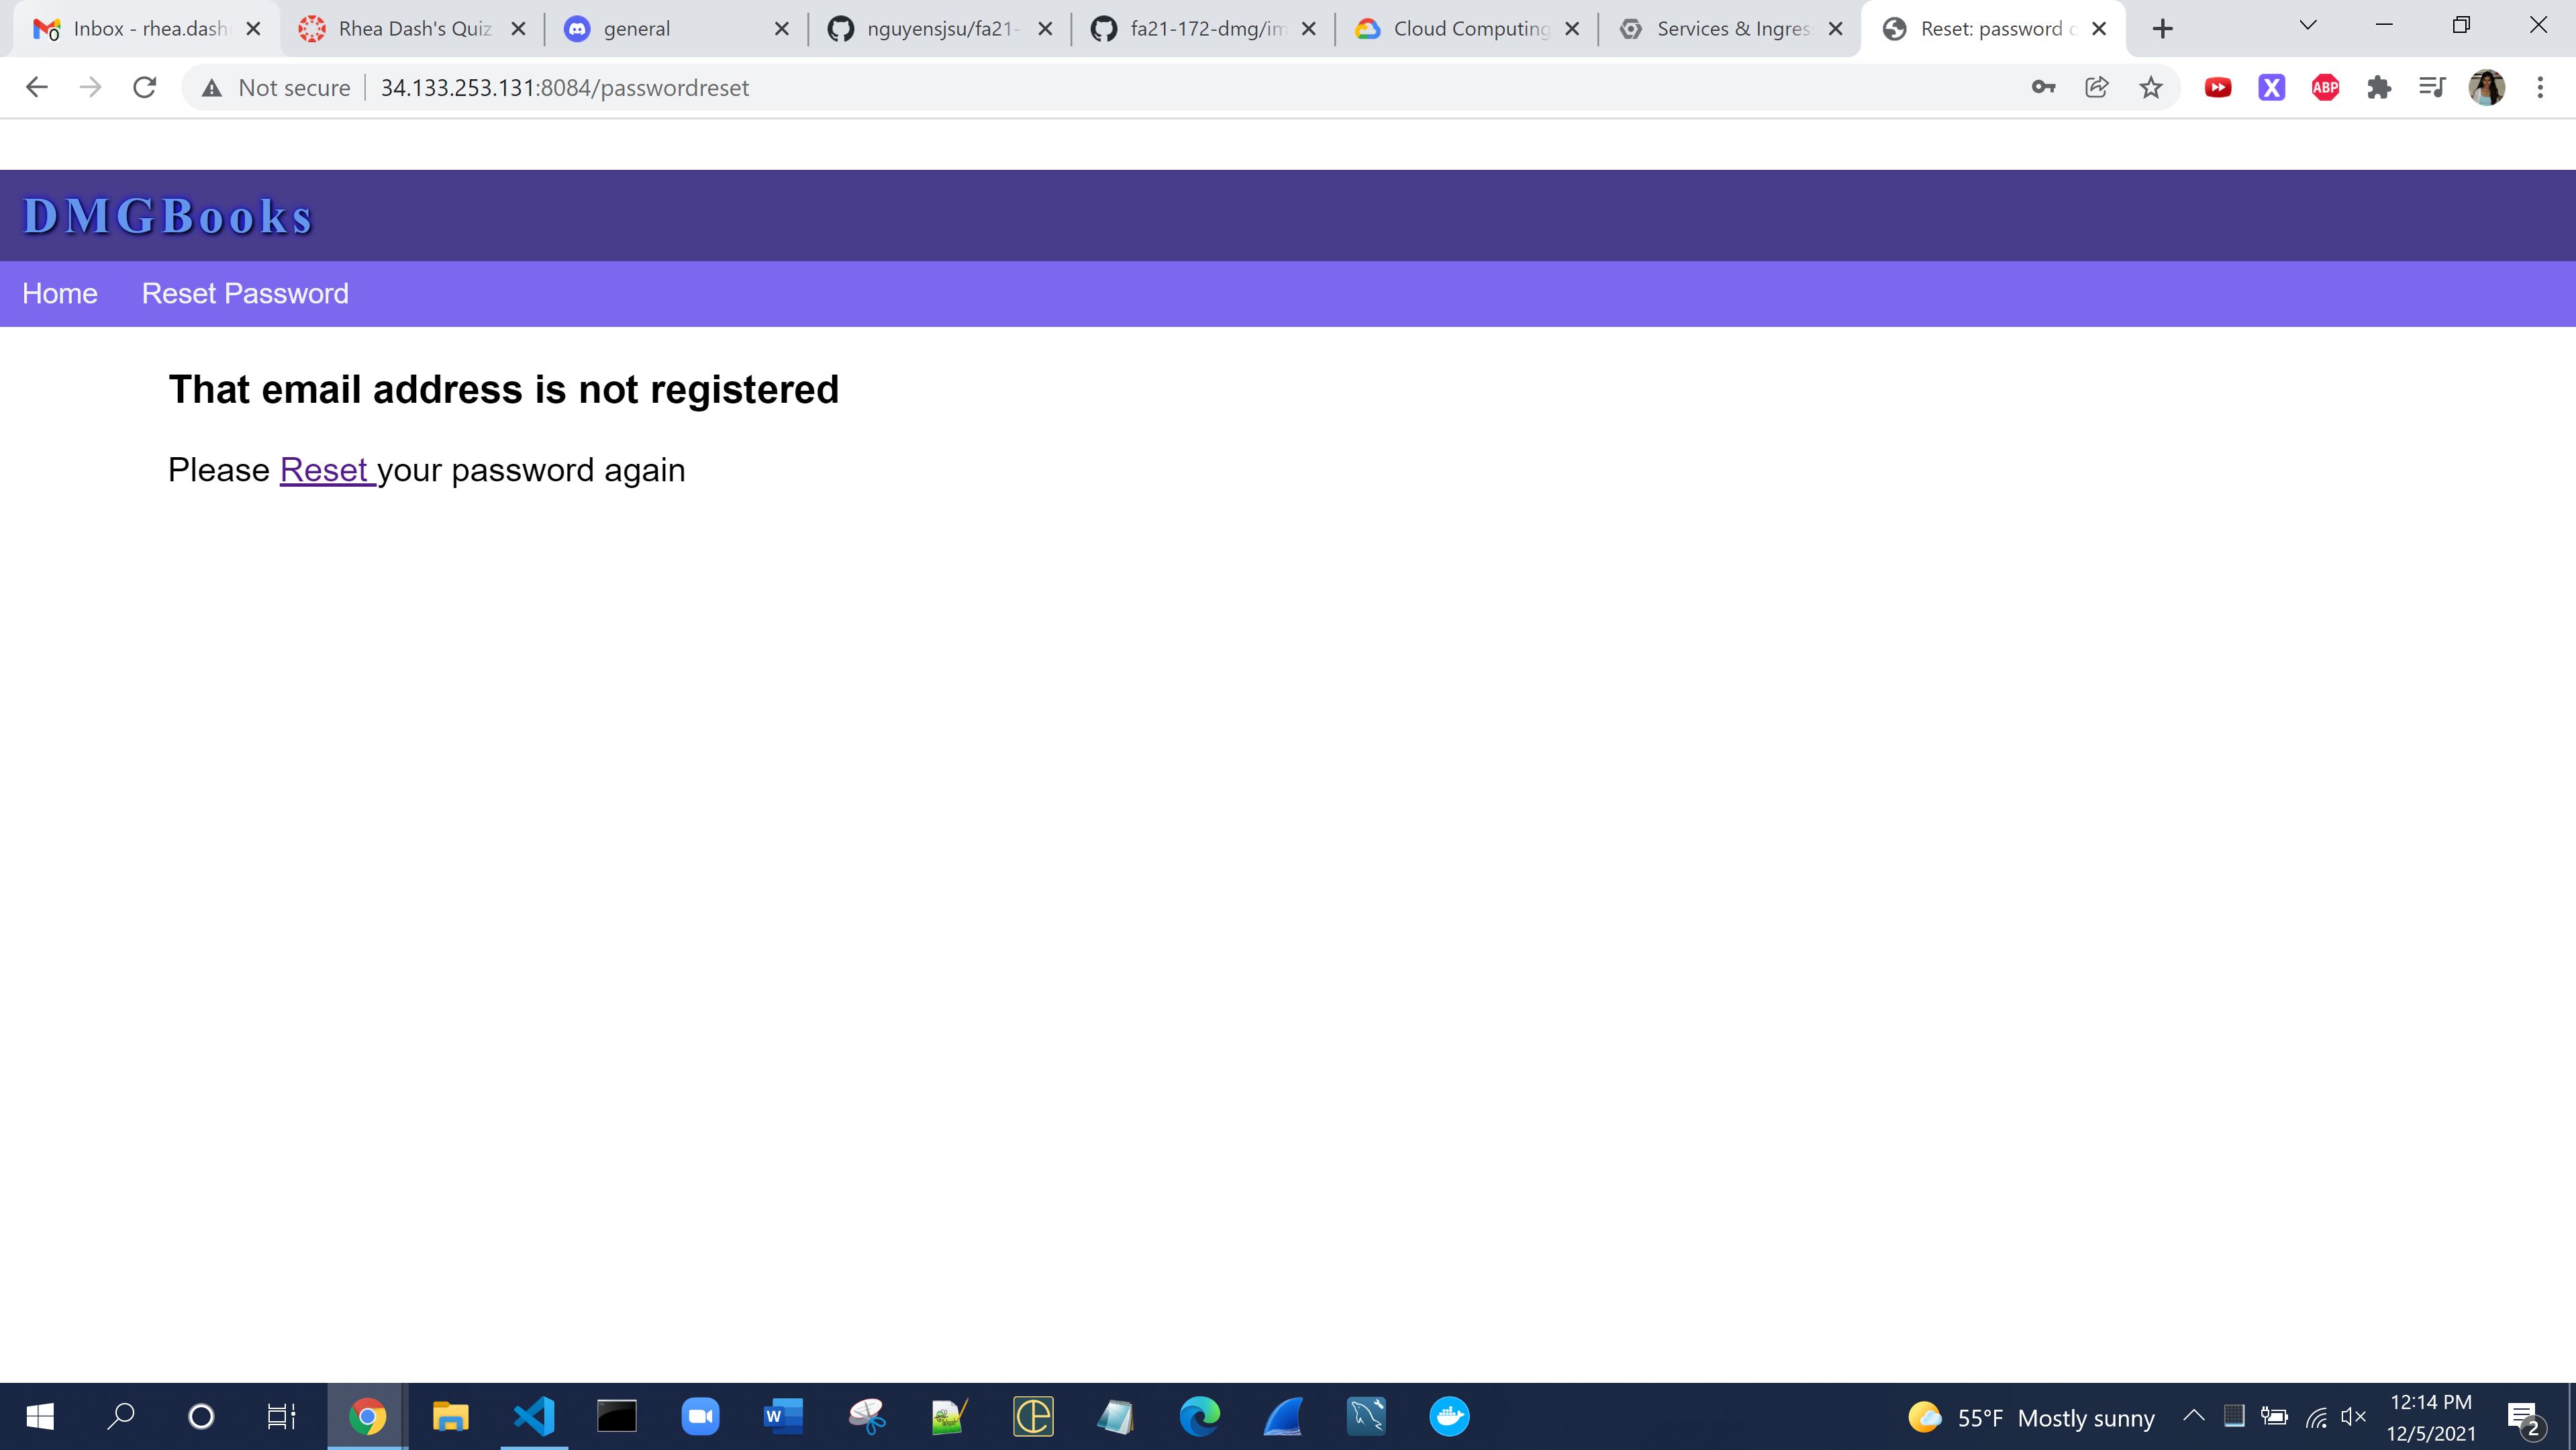 Inbox - rhea.dash
Rhea Dash's Quiz
general
nguyensjsu/fa21-
fa21-172-dmg/im
Cloud Computing
Services & Ingres
Reset: password
Not secure
34.133.253.131:8084/passwordreset
ABP
DMGBooks
Home Reset Password
That email address is not registered
Please Reset your password again
55°F Mostly sunny
12:14 PM
12/5/2021
2